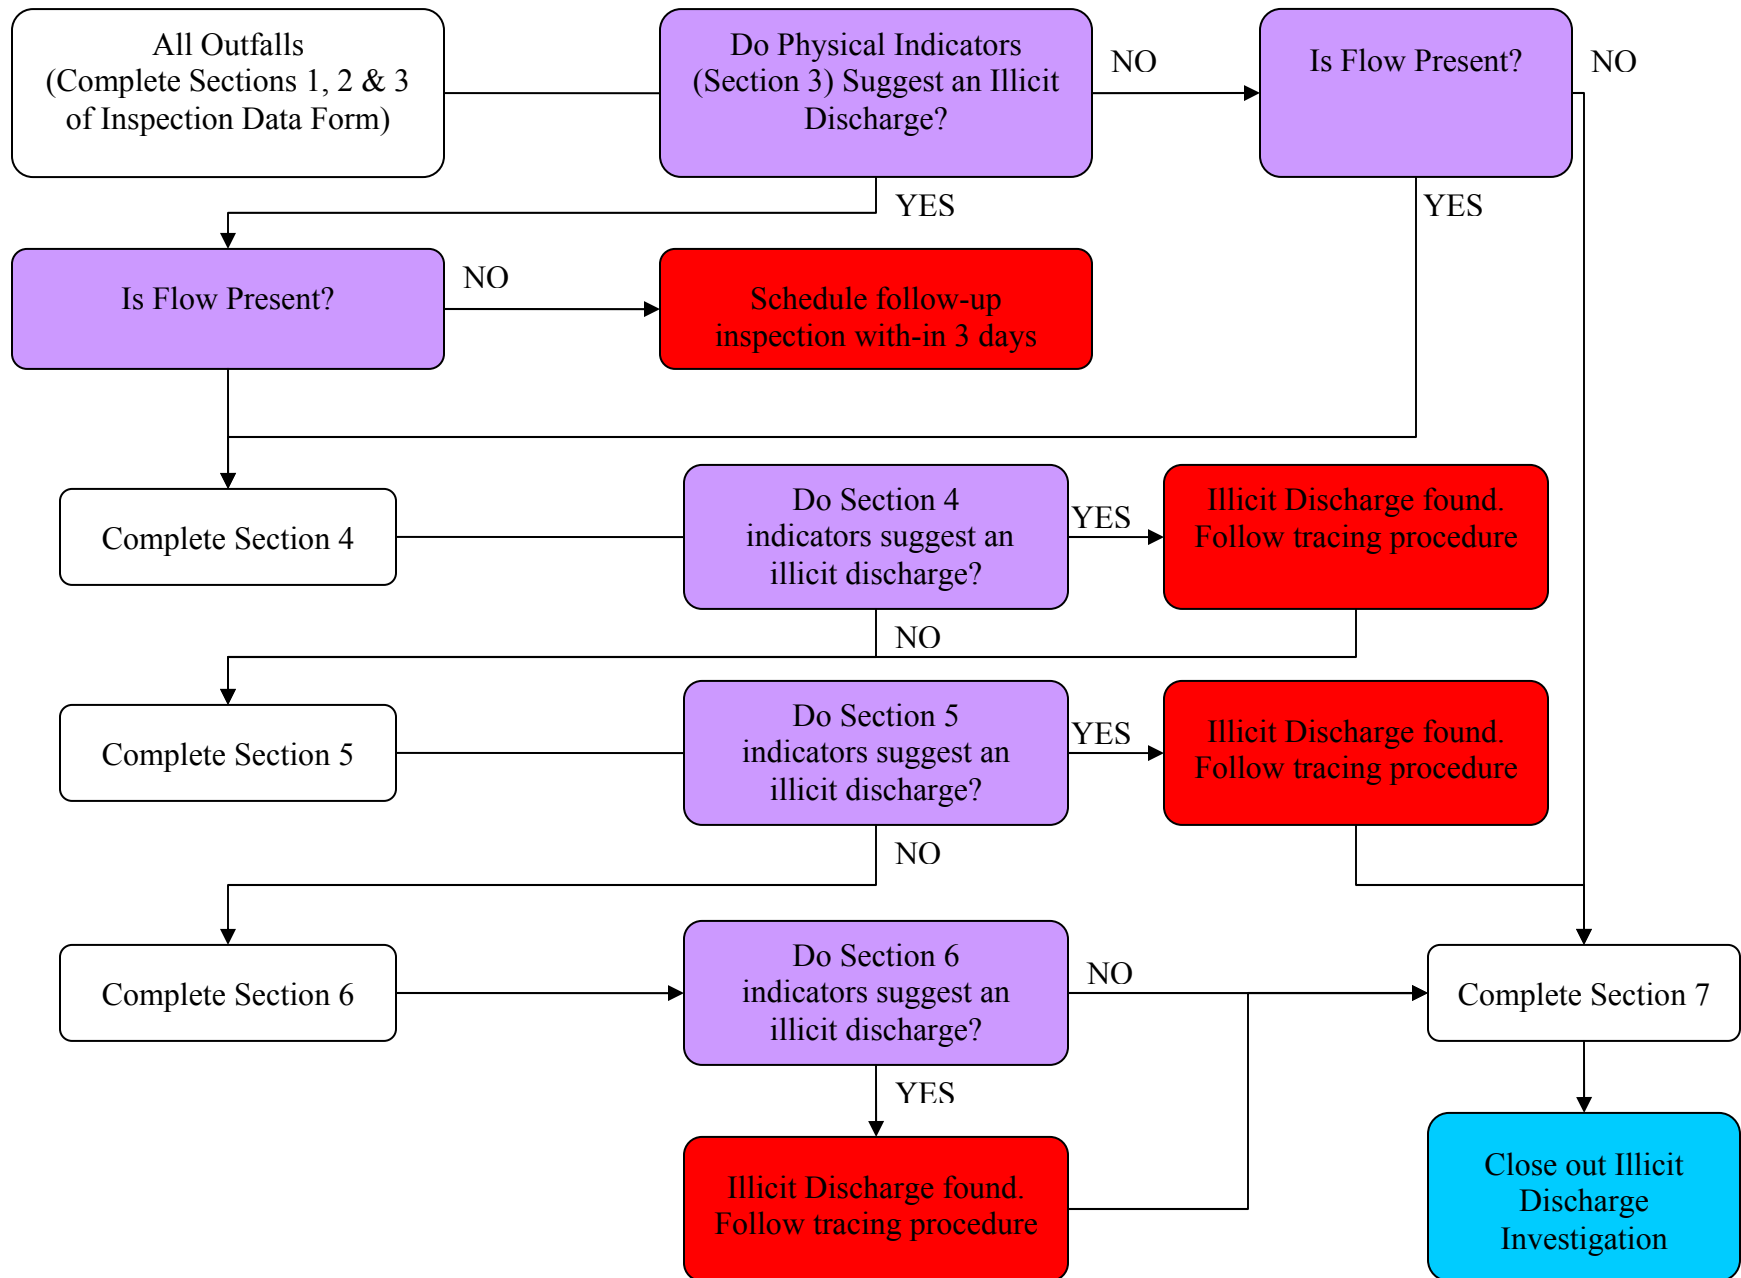 All Outfalls
(Complete Sections 1, 2 & 3
of Inspection Data Form)
Do Physical Indicators
(Section 3) Suggest an Illicit
Discharge?
NO
Is Flow Present?
NO
YES
YES
Is Flow Present?
NO
Schedule follow-up
inspection with-in 3 days
Complete Section 4
Do Section 4
indicators suggest an
illicit discharge?
YES
Illicit Discharge found.
Follow tracing procedure
NO
Complete Section 5
Do Section 5
indicators suggest an
illicit discharge?
YES
Illicit Discharge found.
Follow tracing procedure
NO
Complete Section 6
Do Section 6
indicators suggest an
illicit discharge?
NO
Complete Section 7
YES
Illicit Discharge found.
Follow tracing procedure
Close out Illicit
Discharge
Investigation